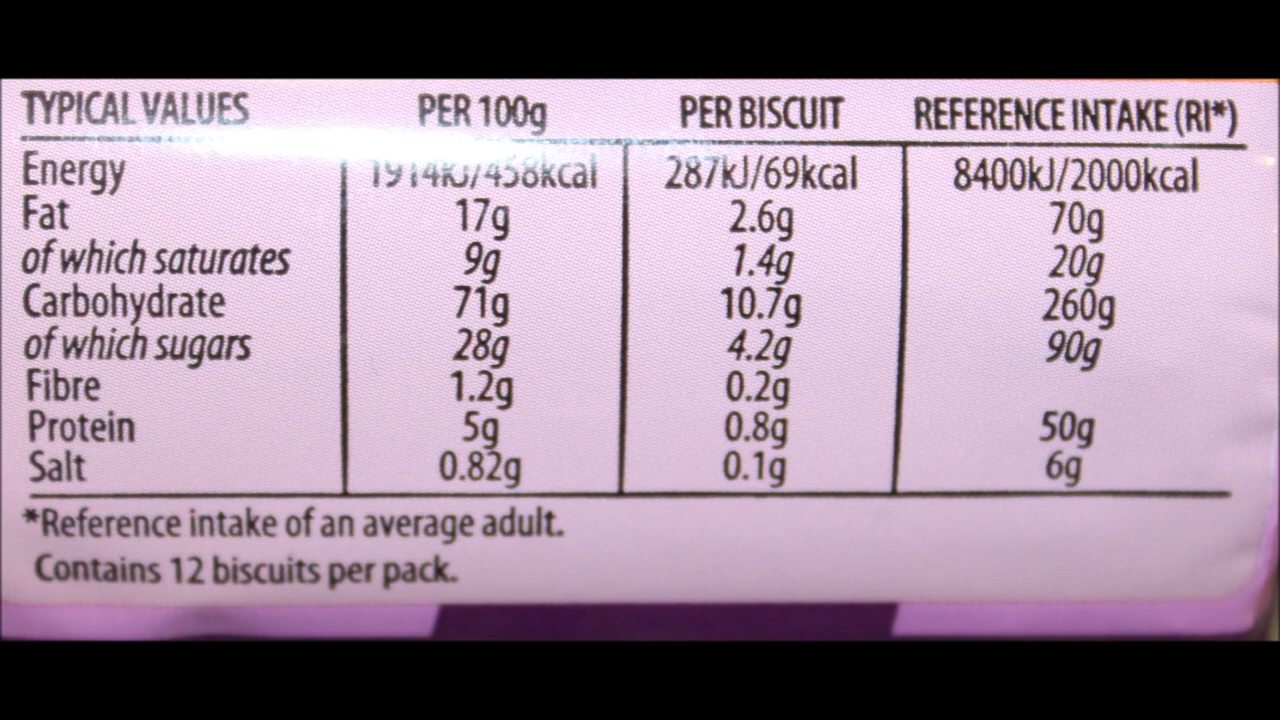 TYPICAL VALUES PER 100g PER BISCUIT REFERENCE INTAKE (RI*)
Energy 1914kJ/458kcal 287kJ/69kcal 8400kJ/2000kcal
Fat 17g 2.6g 70g
of which saturates 9g 1.4g 20g
Carbohydrate 71g 10.7g 260g
of which sugars 28g 4.2g 90g
Fibre 1.2g 0.2g
Protein 5g 0.8g 50g
Salt 0.82g 0.1g 6g
*Reference intake of an average adult.
Contains 12 biscuits per pack.